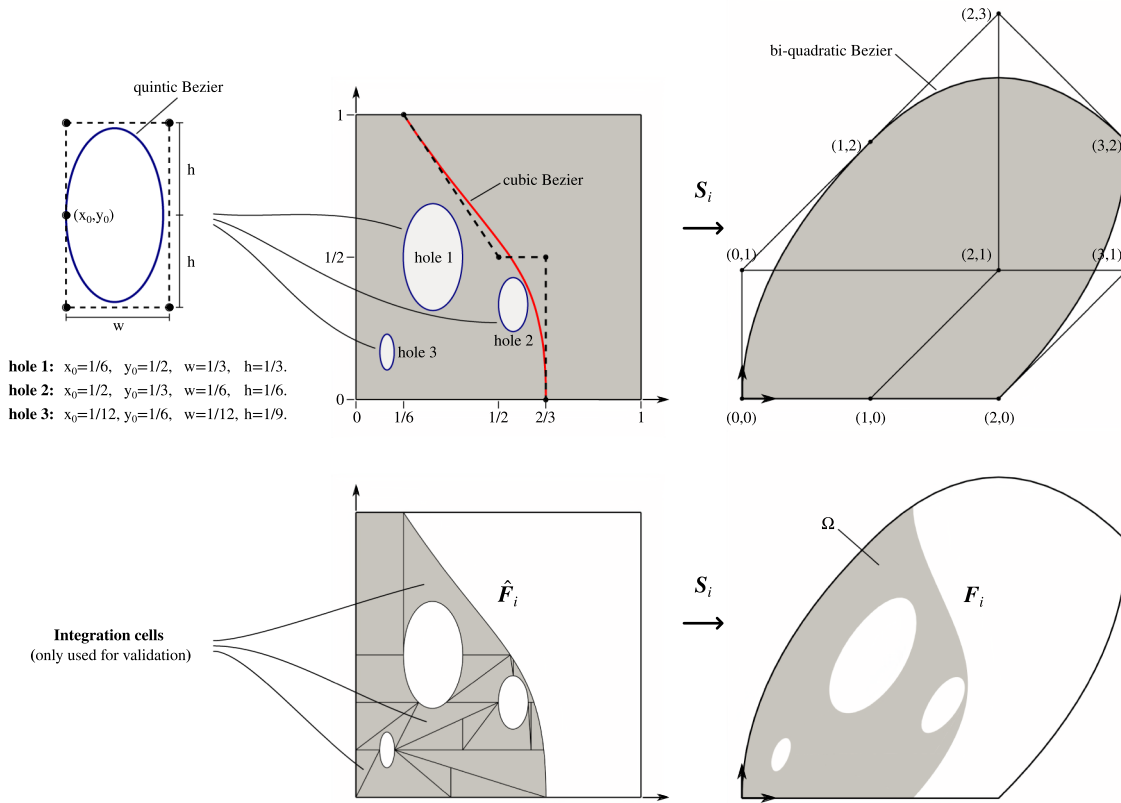 (2,3)
bi-quadratic Bezier
quintic Bezier
h
(x₀,y₀)
h
w
1
cubic Bezier
1/2
hole 1
hole 2
hole 3
0
0
1/6
1/2
2/3
1
S_i
(1,2)
(3,2)
(0,1)
(2,1)
(3,1)
(0,0)
(1,0)
(2,0)
hole 1: x₀=1/6, y₀=1/2, w=1/3, h=1/3.
hole 2: x₀=1/2, y₀=1/3, w=1/6, h=1/6.
hole 3: x₀=1/12, y₀=1/6, w=1/12, h=1/9.
Integration cells
(only used for validation)
F̂_i
S_i
Ω
F_i